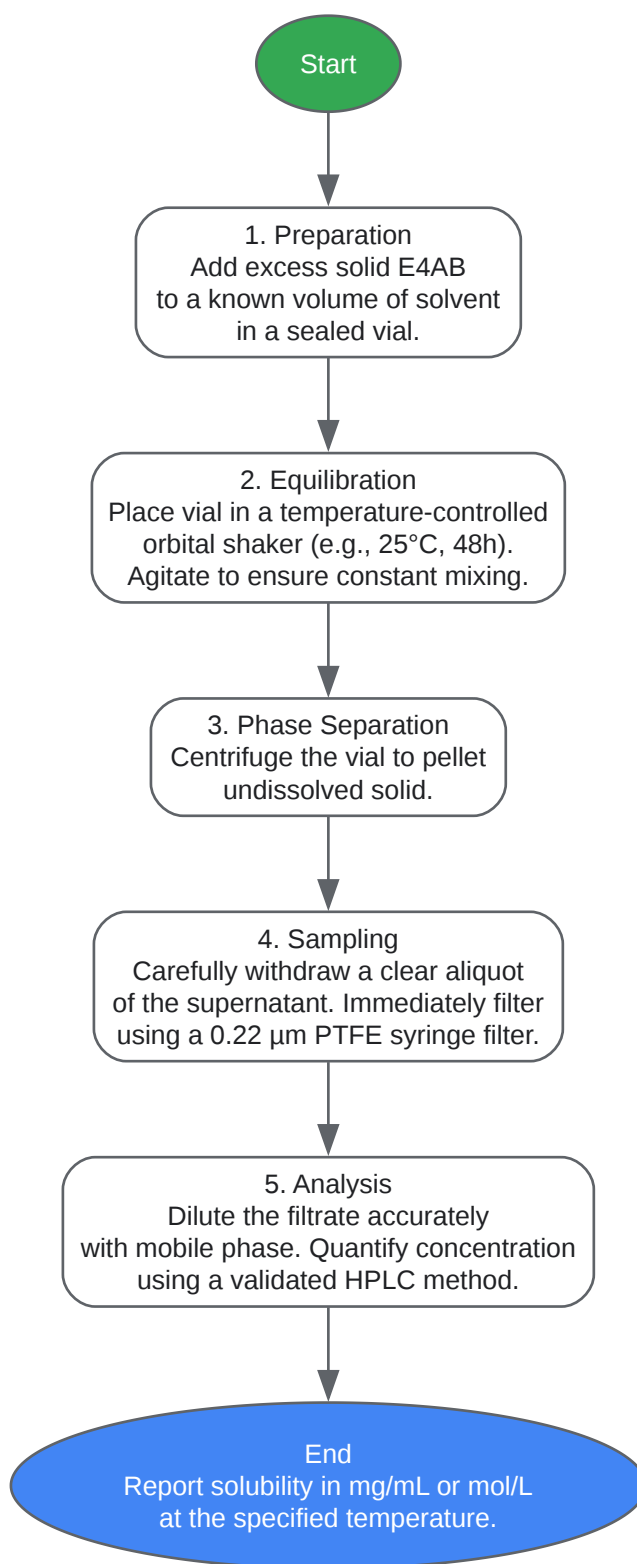 Start
1. Preparation
Add excess solid E4AB
to a known volume of solvent
in a sealed vial.
2. Equilibration
Place vial in a temperature-controlled
orbital shaker (e.g., 25°C, 48h).
Agitate to ensure constant mixing.
3. Phase Separation
Centrifuge the vial to pellet
undissolved solid.
4. Sampling
Carefully withdraw a clear aliquot
of the supernatant. Immediately filter
using a 0.22 µm PTFE syringe filter.
5. Analysis
Dilute the filtrate accurately
with mobile phase. Quantify concentration
using a validated HPLC method.
End
Report solubility in mg/mL or mol/L
at the specified temperature.